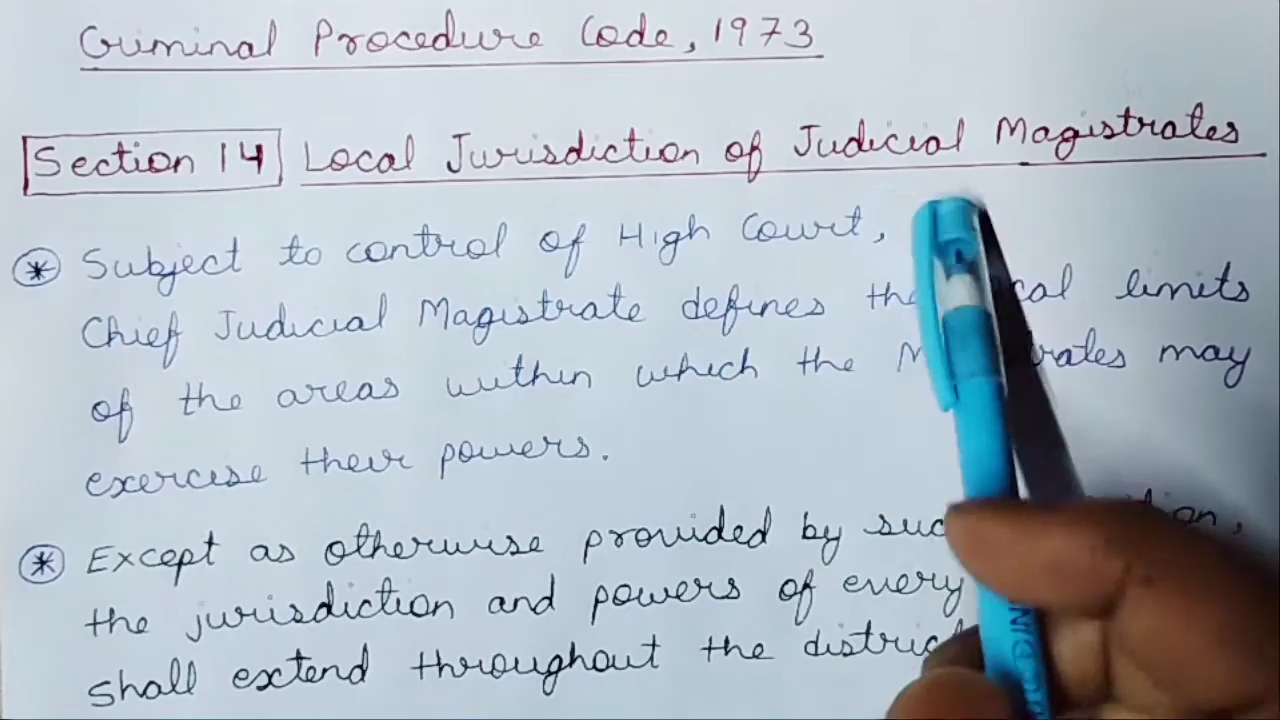 Criminal Procedure Code, 1973
Section 14 Local Jurisdiction of Judicial Magistrates
* Subject to control of High Court,
Chief Judicial Magistrate defines the local limits
of the areas within which the may
exercise their powers.
* Except as otherwise provided by
the jurisdiction and powers of every
shall extend throughout the district